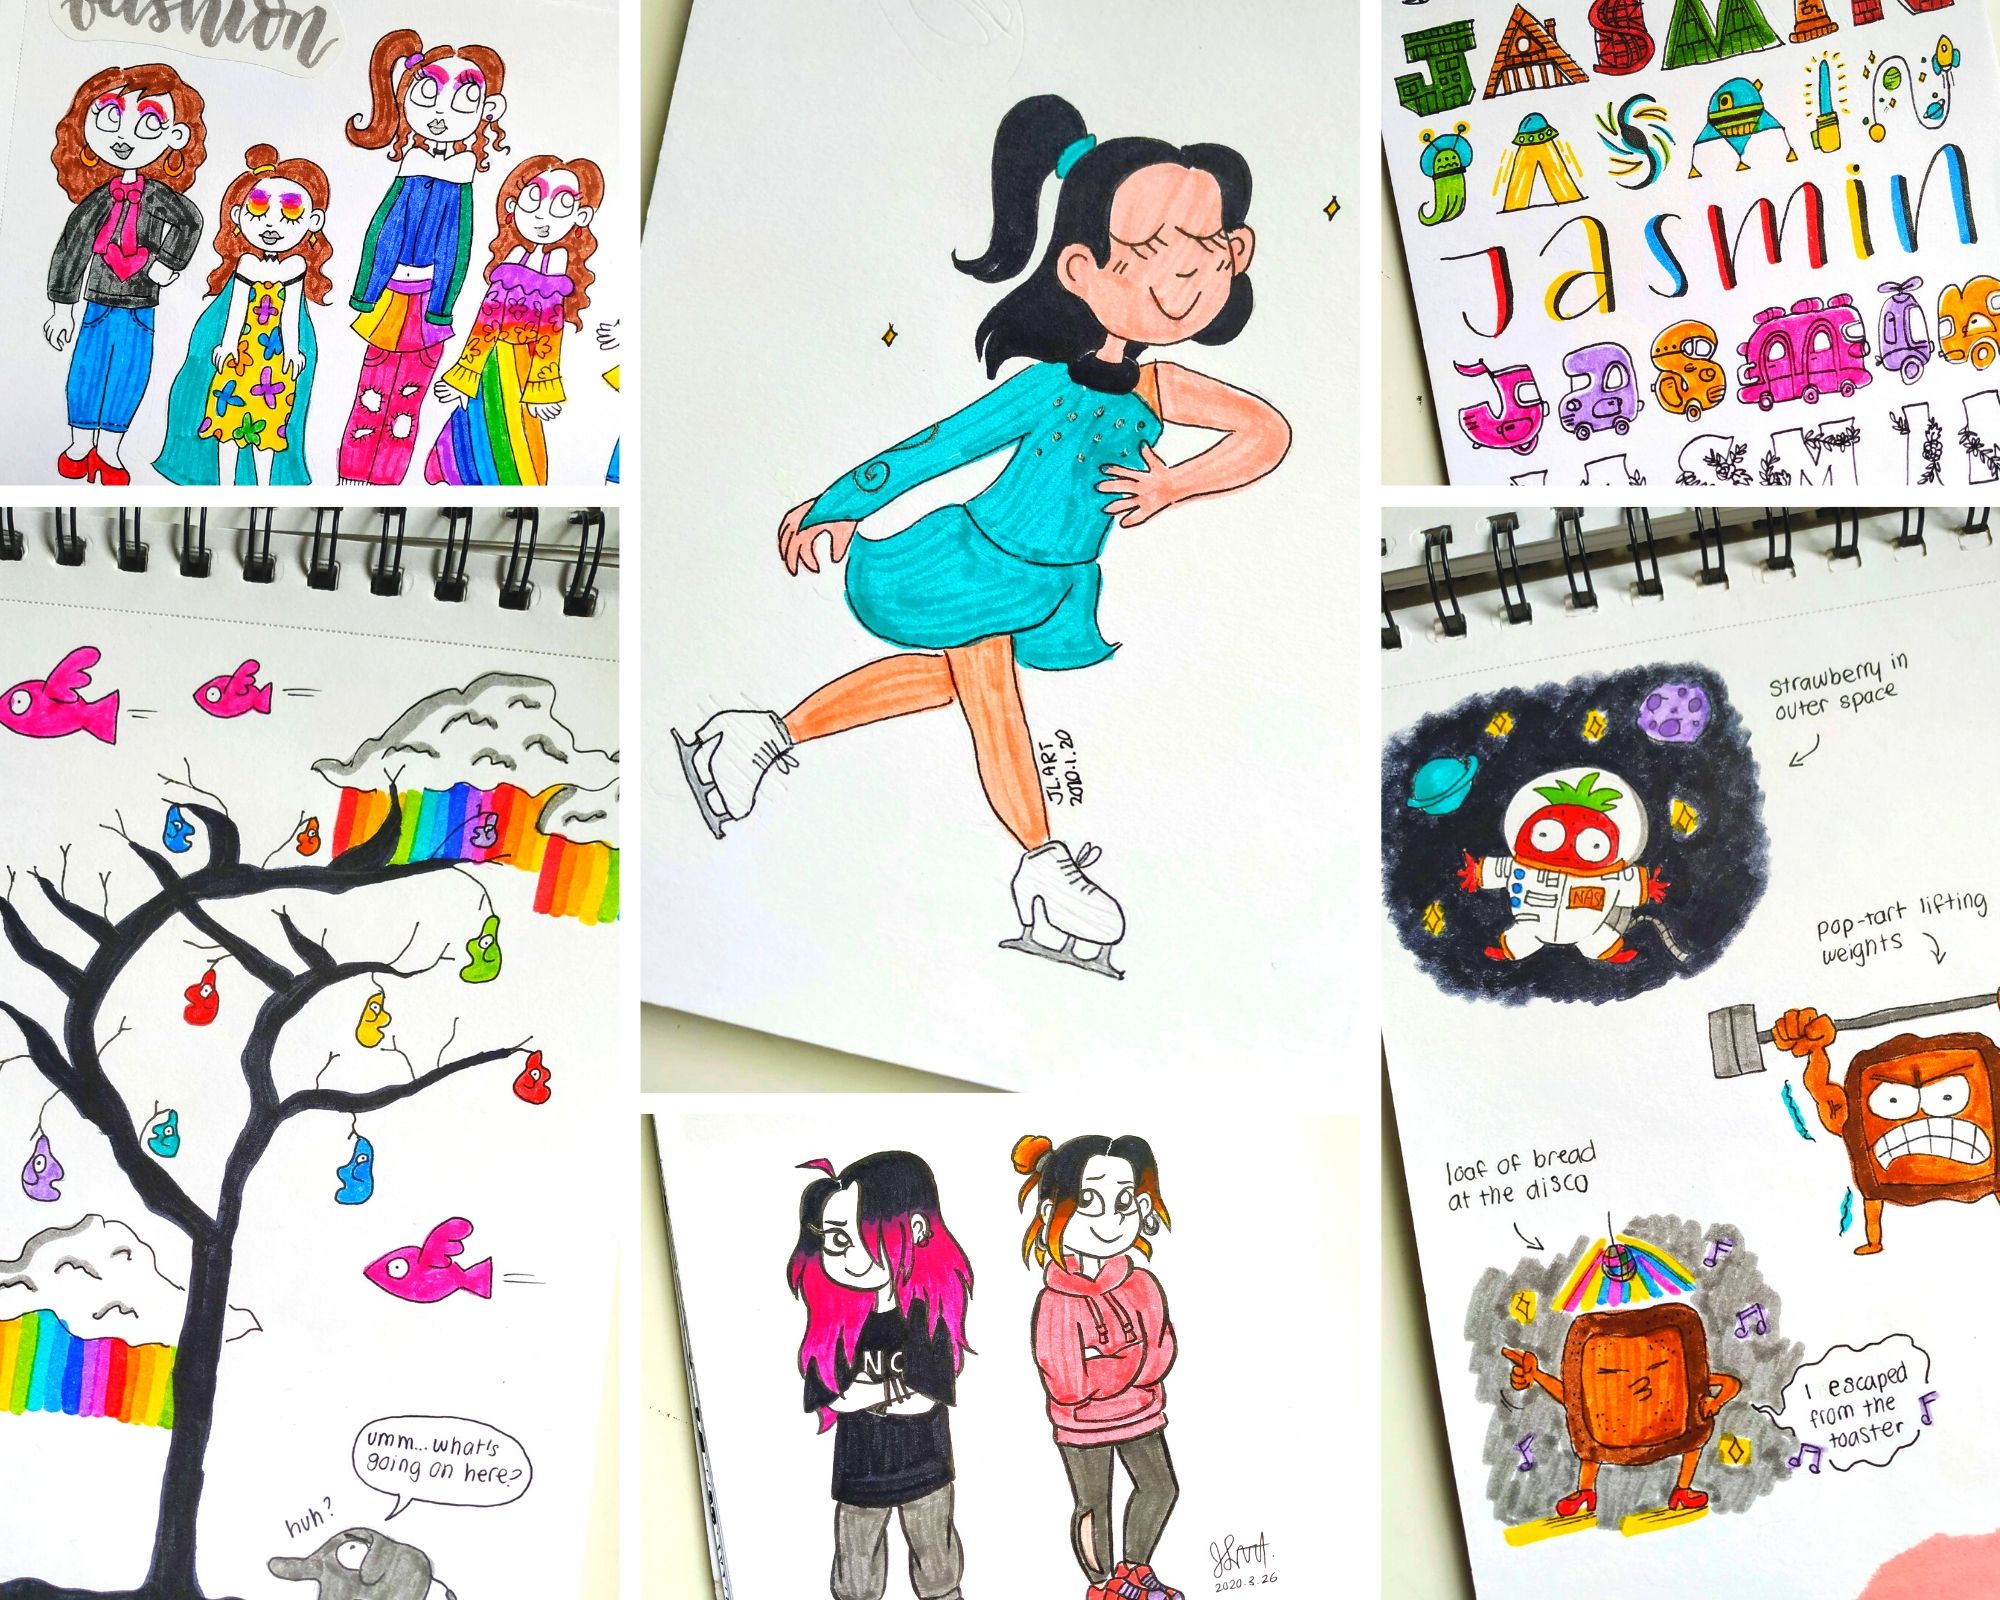 fashion
JASMIN
JASMIN
Jasmin
JASMIN
JASMIN
JL.ART
2020.1.20
strawberry in
outer space
NAS
pop-tart lifting
weights
loaf of bread
at the disco
I escaped
from the
toaster
umm...what's
going on here?
huh?
NC
2020.3.26